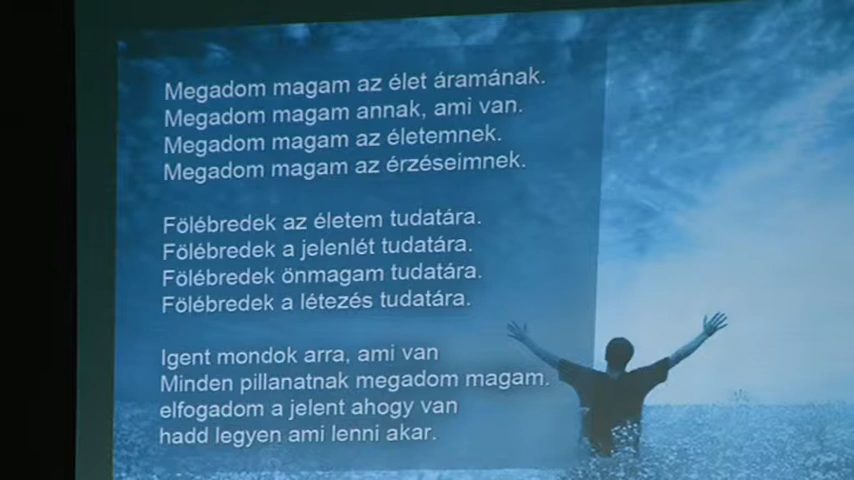 Megadom magam az élet áramának.
Megadom magam annak, ami van.
Megadom magam az életemnek.
Megadom magam az érzéseimnek.
Fölébredek az életem tudatára.
Fölébredek a jelenlét tudatára.
Fölébredek önmagam tudatára.
Fölébredek a létezés tudatára.
Igent mondok arra, ami van
Minden pillanatnak megadom magam.
elfogadom a jelent ahogy van
hadd legyen ami lenni akar.